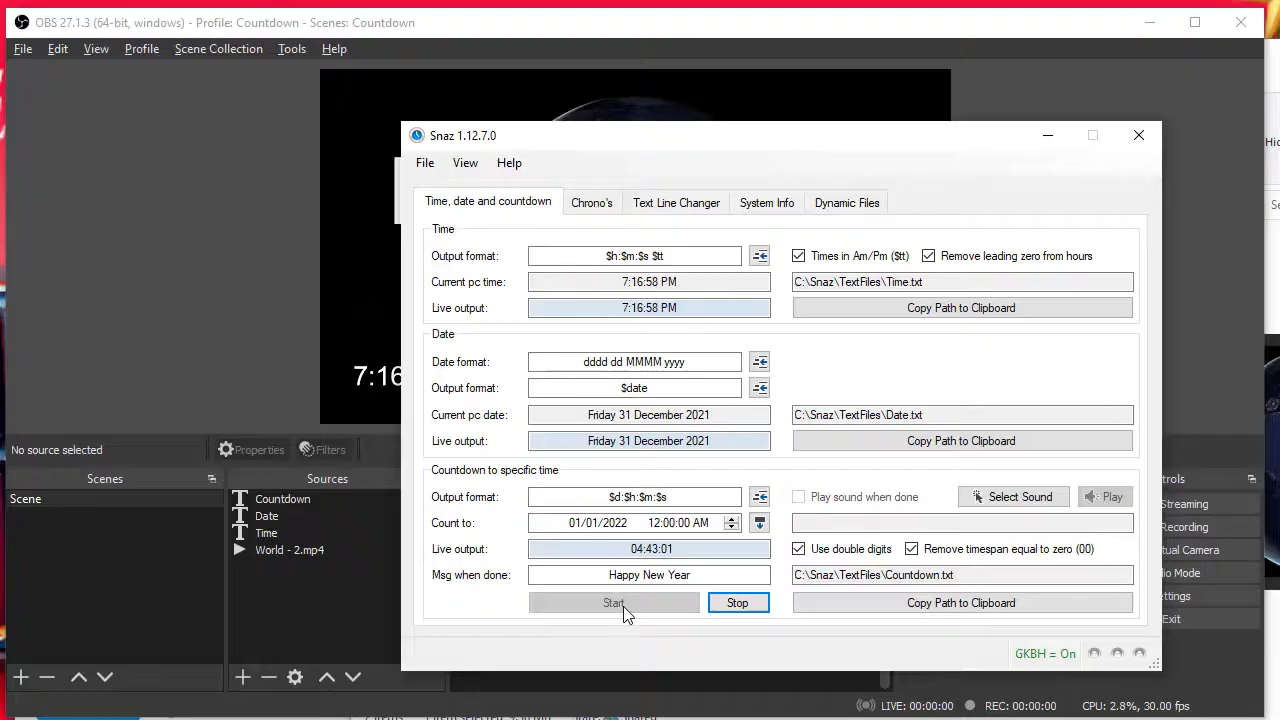 OBS 27.1.3 (64-bit, windows) - Profile: Countdown - Scenes: Countdown
File Edit View Profile Scene Collection Tools Help
Snaz 1.12.7.0
File View Help
Time, date and countdown Chrono's Text Line Changer System Info Dynamic Files
Time
Output format: $h:$m:$s $tt Times in Am/Pm ($tt) Remove leading zero from hours
Current pc time: 7:16:58 PM C:\Snaz\TextFiles\Time.txt
Live output: 7:16:58 PM Copy Path to Clipboard
Date
Date format: dddd dd MMMM yyyy
7:16
Output format: $date
Current pc date: Friday 31 December 2021 C:\Snaz\TextFiles\Date.txt
Live output: Friday 31 December 2021 Copy Path to Clipboard
No source selected Properties Filters
Countdown to specific time
Scenes Sources trols
Output format: $d:$h:$m:$s Play sound when done Select Sound Play
Scene Countdown Streaming
Date
Count to: 01/01/2022 12:00:00 AM
Recording
Time
World - 2.mp4
Live output: 04:43:01 Use double digits Remove timespan equal to zero (00)
tual Camera
Msg when done: Happy New Year C:\Snaz\TextFiles\Countdown.txt
io Mode
ttings
Start Stop Copy Path to Clipboard
Exit
GKBH = On
LIVE: 00:00:00 REC: 00:00:00 CPU: 2.8%, 30.00 fps